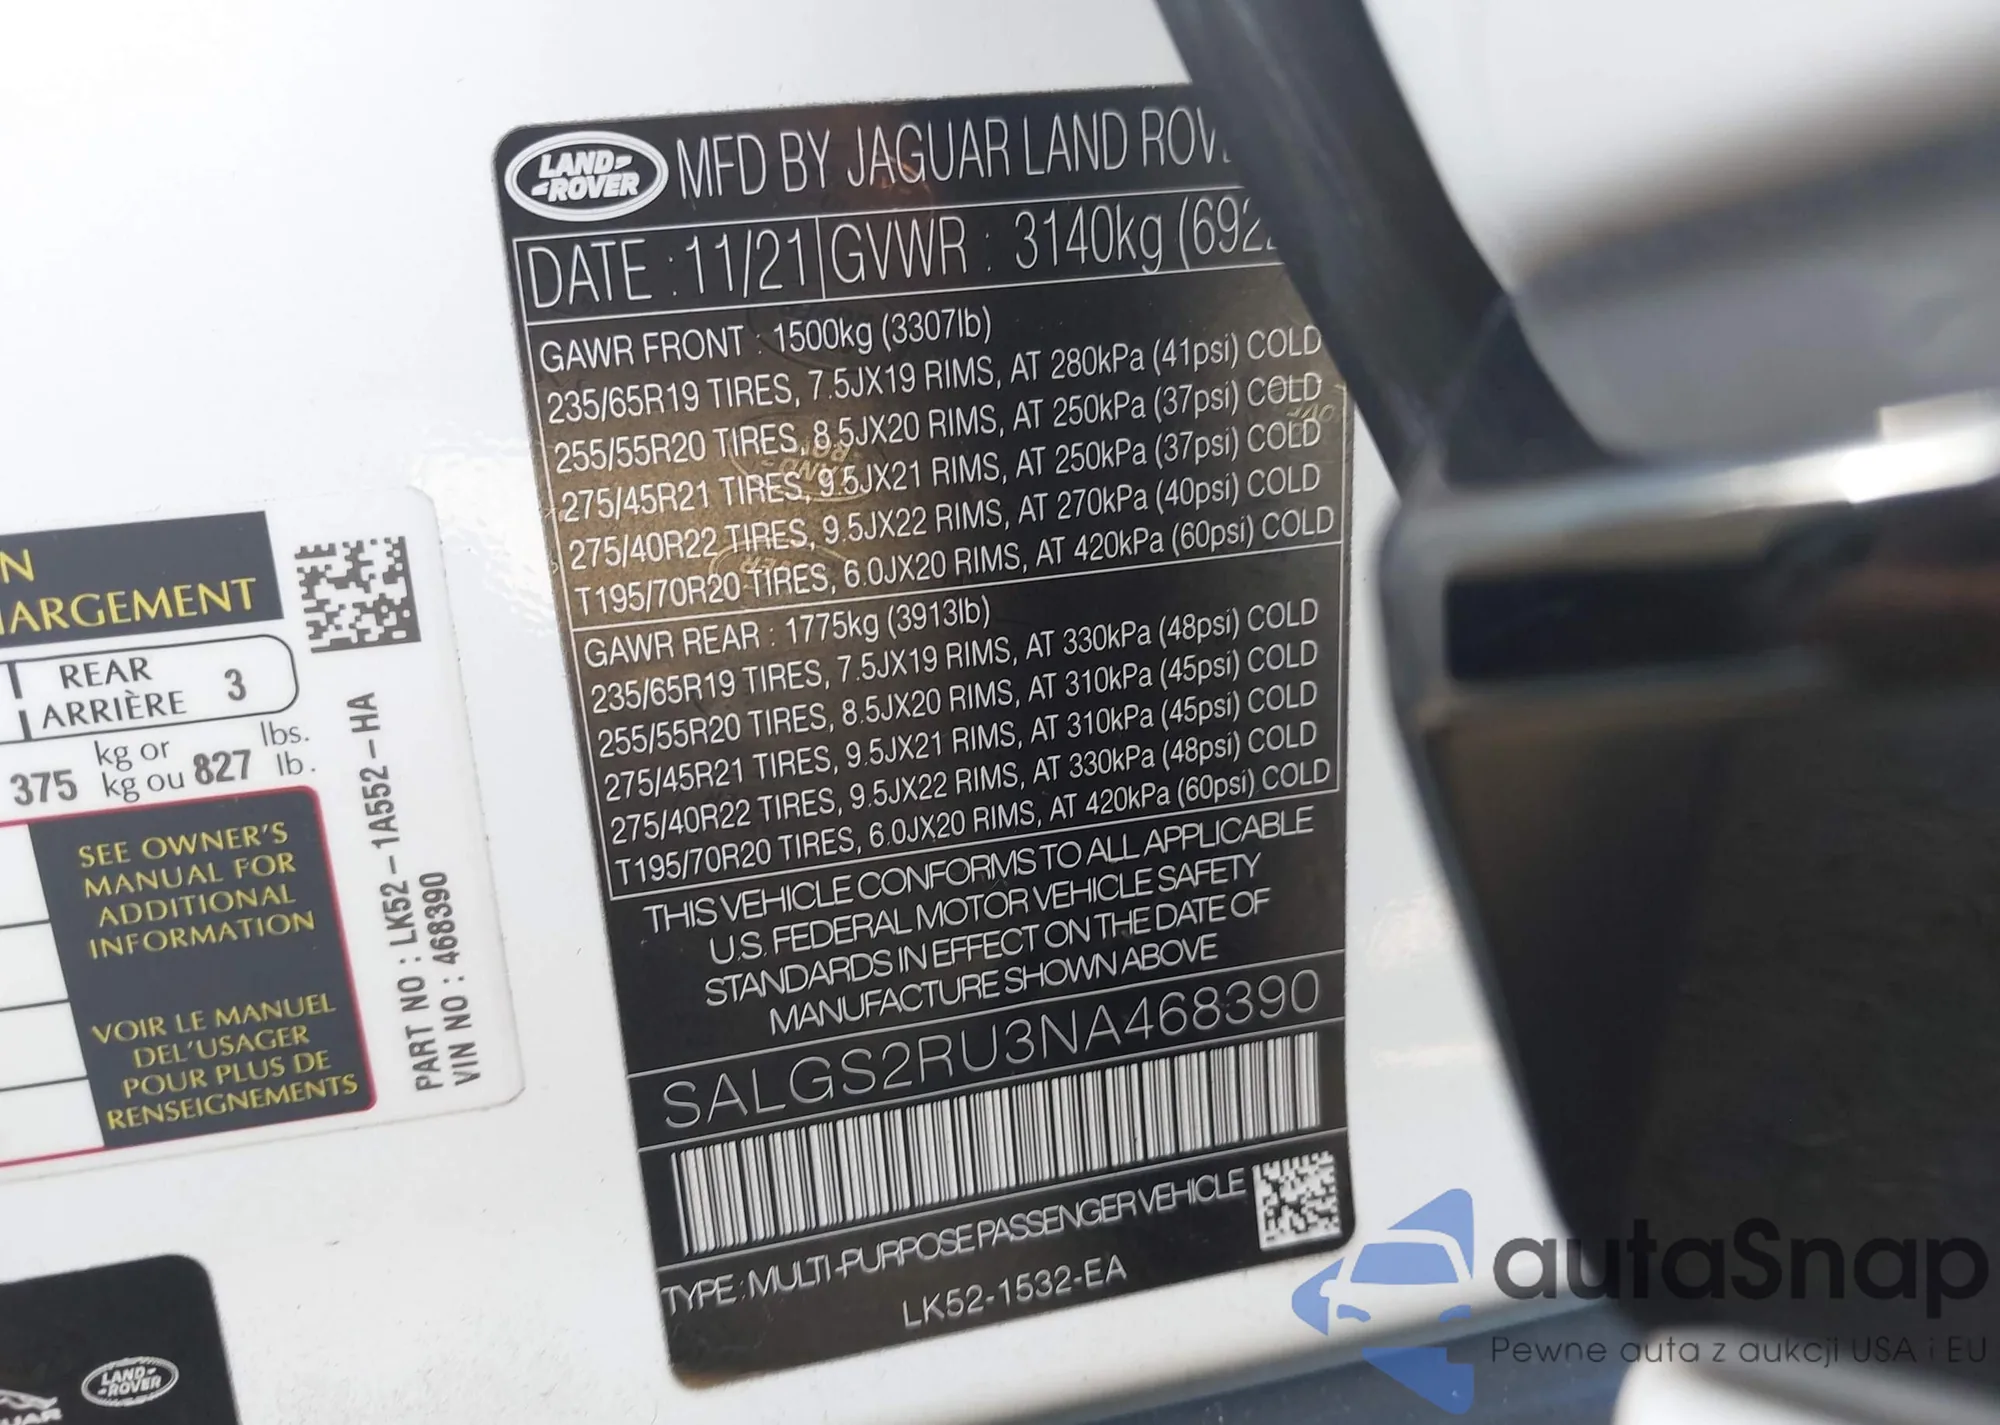 LAND-
-ROVER
MFD BY JAGUAR LAND
DATE : 11/21 GVWR : 3140kg
GAWR FRONT : 1500kg (3307lb)
235/65R19 TIRES, 7.5JX19 RIMS, AT 280kPa (41psi) COLD
255/55R20 TIRES, 8.5JX20 RIMS, AT 250kPa (37psi) COLD
275/45R21 TIRES, 9.5JX21 RIMS, AT 250kPa (37psi) COLD
275/40R22 TIRES, 9.5JX22 RIMS, AT 270kPa (40psi) COLD
T195/70R20 TIRES, 6.0JX20 RIMS, AT 420kPa (60psi) COLD
GAWR REAR : 1775kg (3913lb)
235/65R19 TIRES, 7.5JX19 RIMS, AT 330kPa (48psi) COLD
255/55R20 TIRES, 8.5JX20 RIMS, AT 310kPa (45psi) COLD
275/45R21 TIRES, 9.5JX21 RIMS, AT 310kPa (45psi) COLD
275/40R22 TIRES, 9.5JX22 RIMS, AT 330kPa (48psi) COLD
T195/70R20 TIRES, 6.0JX20 RIMS, AT 420kPa (60psi) COLD
THIS VEHICLE CONFORMS TO ALL APPLICABLE
U.S. FEDERAL MOTOR VEHICLE SAFETY
STANDARDS IN EFFECT ON THE DATE OF
MANUFACTURE SHOWN ABOVE
SALGS2RU3NA468390
TYPE : MULTI-PURPOSE PASSENGER VEHICLE
LK52-1532-EA
REAR
ARRIÈRE 3
375 kg or 827 lbs.
kg ou lb.
SEE OWNER'S
MANUAL FOR
ADDITIONAL
INFORMATION
VOIR LE MANUEL
DEL'USAGER
POUR PLUS DE
RENSEIGNEMENTS
PART NO : LK52-1A552-HA
VIN NO : 468390
LAND-
-ROVER
autaSnap
Pewne auta z aukcji USA i EU